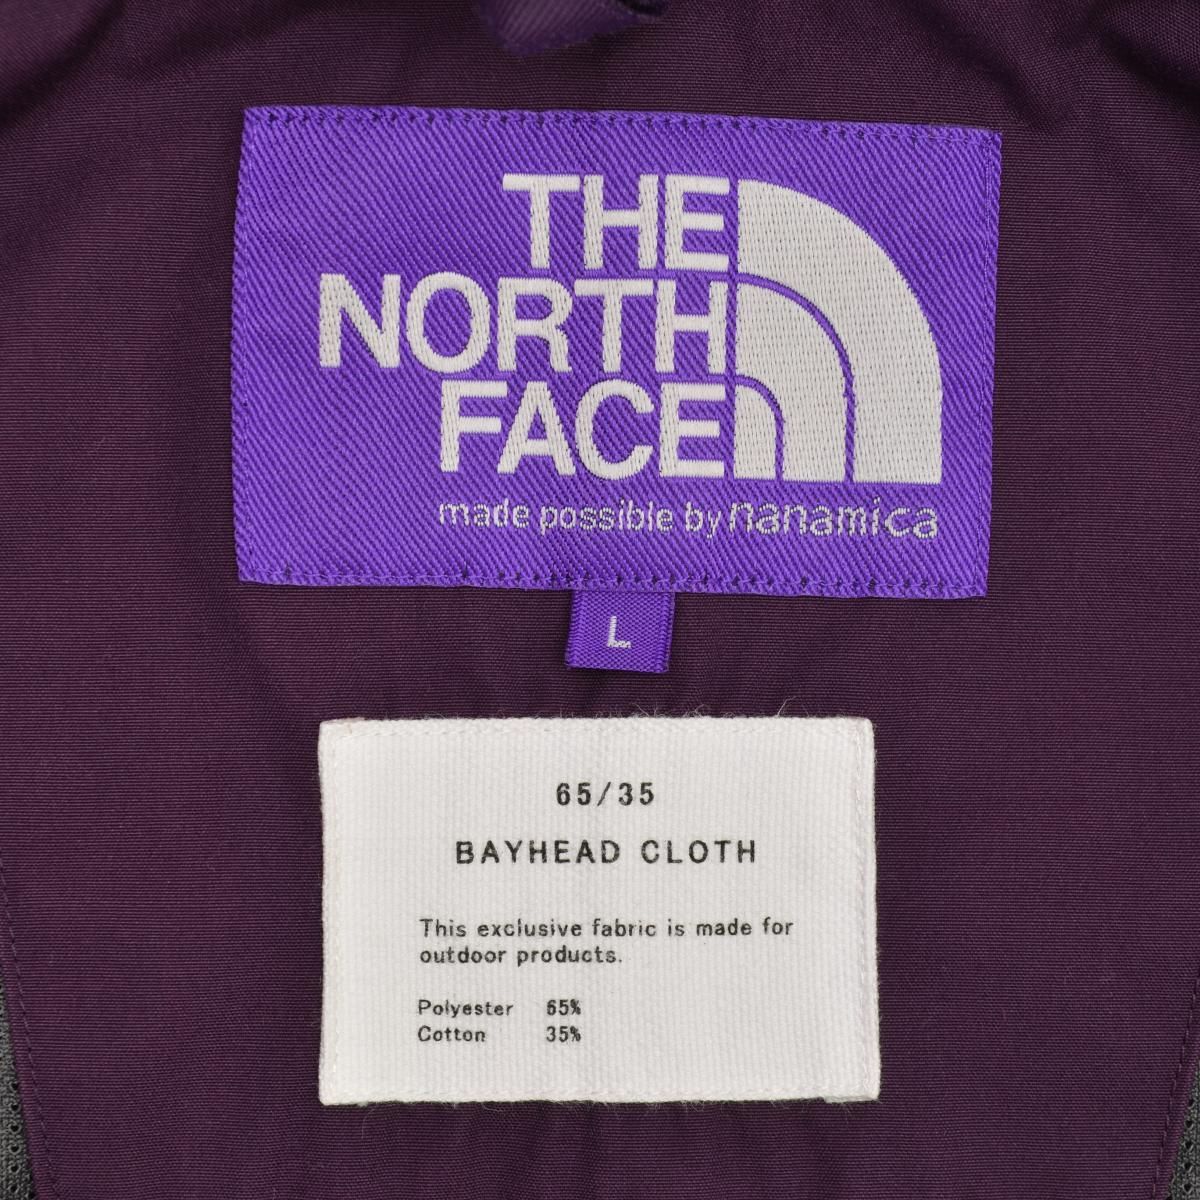 THE
NORTH
FACE
made possible by nanamica
L
65/35
BAYHEAD CLOTH
This exclusive fabric is made for
outdoor products.
Polyester 65%
Cotton 35%